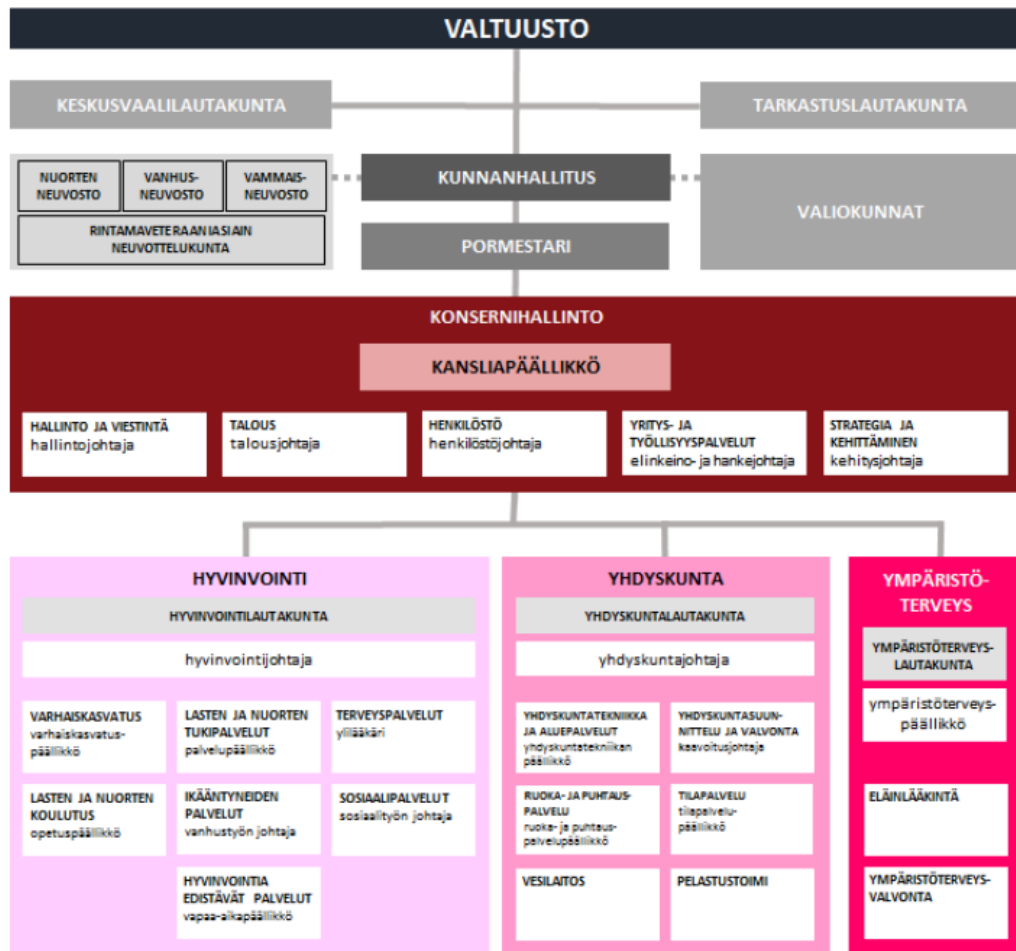 VALTUUSTO
KESKUSVAALILAUTAKUNTA
TARKASTUSLAUTAKUNTA
NUORTEN
NEUVOSTO
VANHUS-
NEUVOSTO
VAMMAIS-
NEUVOSTO
RINTAMAVETERAANIASIAIN
NEUVOTTELUKUNTA
KUNNANHALLITUS
PORMESTARI
VALIOKUNNAT
KONSERNIHALLINTO
KANSLIAPÄÄLLIKKÖ
HALLINTO JA VIESTINTÄ
hallintojohtaja
TALOUS
talousjohtaja
HENKILÖSTÖ
henkilöstöjohtaja
YRITYS- JA
TYÖLLISYYSPALVELUT
elinkeino- ja hankejohtaja
STRATEGIA JA
KEHITTÄMINEN
kehitysjohtaja
HYVINVOINTI
HYVINVOINTILAUTAKUNTA
hyvinvointijohtaja
VARHAISKASVATUS
varhaiskasvatus-
päällikkö
LASTEN JA NUORTEN
TUKIPALVELUT
palvelupäällikkö
TERVEYSPALVELUT
ylilääkäri
LASTEN JA NUORTEN
KOULUTUS
opetuspäällikkö
IKÄÄNTYNEIDEN
PALVELUT
vanhustyön johtaja
SOSIAALIPALVELUT
sosiaalityön johtaja
HYVINVOINTIA
EDISTÄVÄT PALVELUT
vapaa-aikapäällikkö
YHDYSKUNTA
YHDYSKUNTALAUTAKUNTA
yhdyskuntajohtaja
YHDYSKUNTATEKNIIKKA
JA ALUEPALVELUT
yhdyskuntatekniikan
päällikkö
YHDYSKUNTASUUN-
NITTELU JA VALVONTA
kaavoitusjohtaja
RUOKA- JA PUHTAUS-
PALVELU
ruoka- ja puhtaus-
palvelupäällikkö
TILAPALVELU
tilapalvelu-
päällikkö
VESILAITOS
PELASTUSTOIMI
YMPÄRISTÖ-
TERVEYS
YMPÄRISTÖTERVEYS-
LAUTAKUNTA
ympäristöterveys-
päällikkö
ELÄINLÄÄKINTÄ
YMPÄRISTÖTERVEYS-
VALVONTA